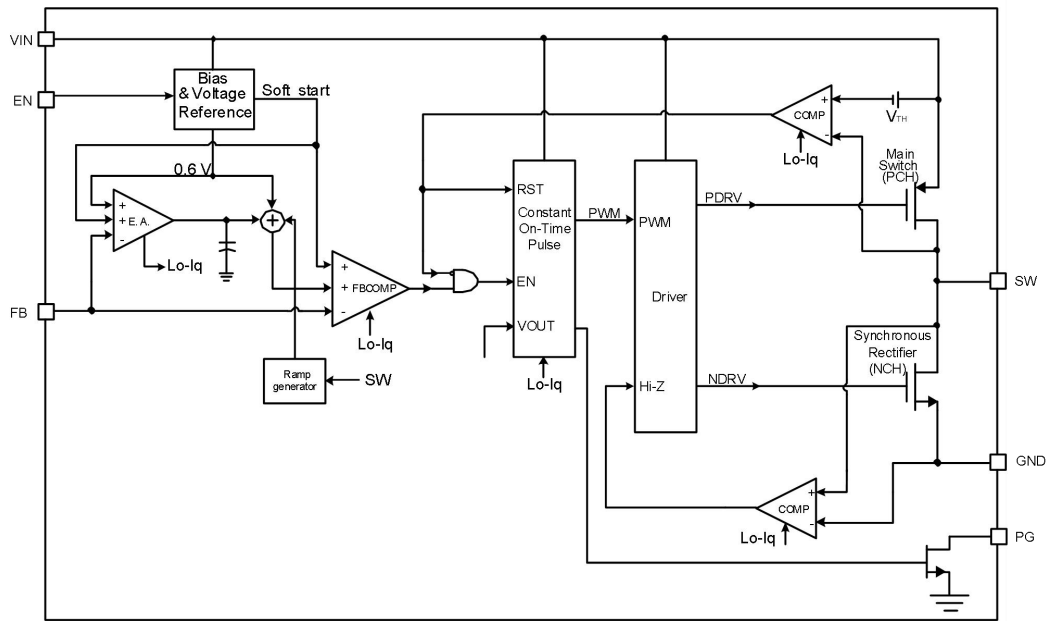 VIN
EN
Bias
& Voltage
Reference
Soft start
0.6 V
+
+ E.A.
-
+
Lo-Iq
FB
+
+ FBCOMP
-
Lo-Iq
Ramp
generator
SW
RST
Constant
On-Time
Pulse
EN
VOUT
Lo-Iq
PWM
PWM
Driver
Hi-Z
PDRV
NDRV
+
COMP
-
Lo-Iq
VTH
Main
Switch
(PCH)
SW
Synchronous
Rectifier
(NCH)
GND
+
COMP
-
Lo-Iq
PG